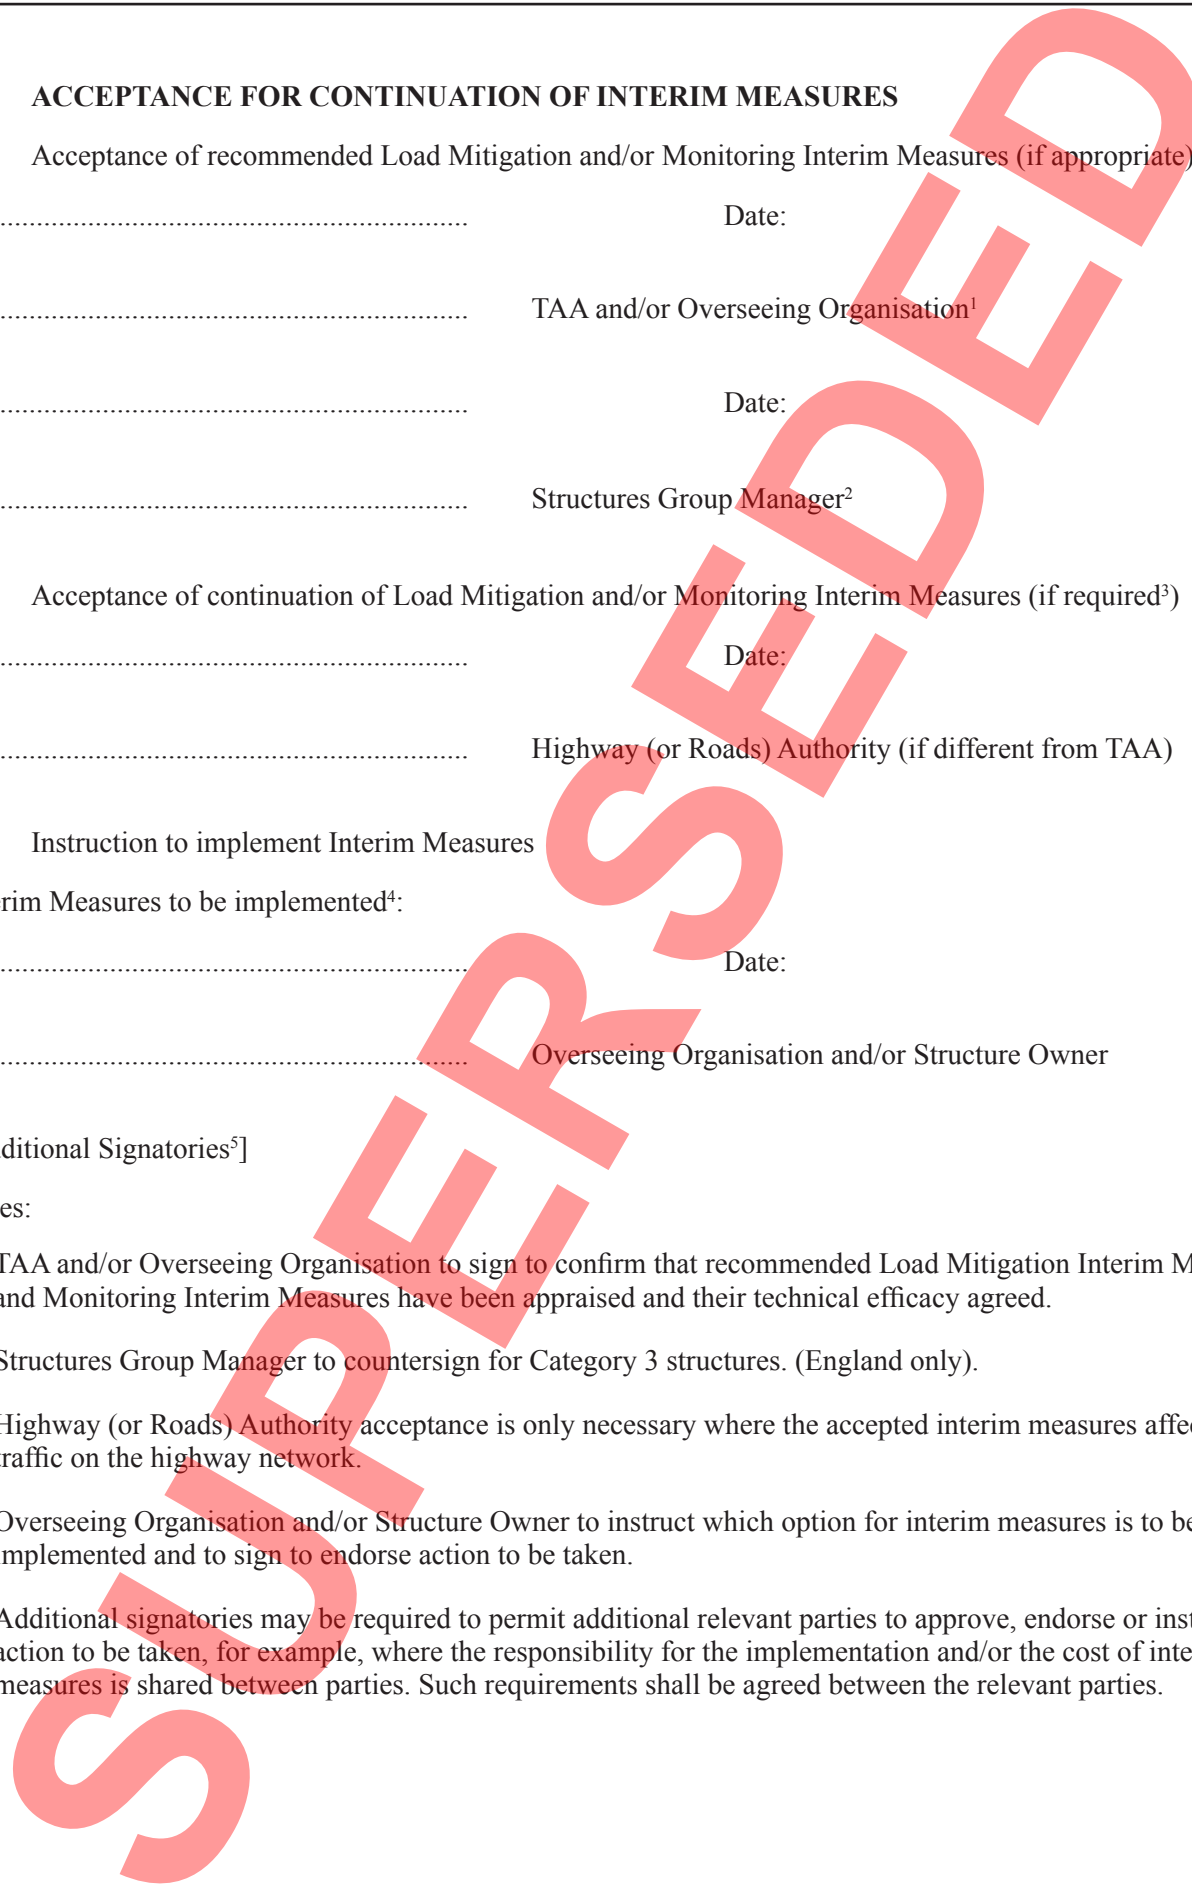 ACCEPTANCE FOR CONTINUATION OF INTERIM MEASURES
Acceptance of recommended Load Mitigation and/or Monitoring Interim Measures (if appropriate)
.................................................................. Date:
.................................................................. TAA and/or Overseeing Organisation¹
.................................................................. Date:
.................................................................. Structures Group Manager²
Acceptance of continuation of Load Mitigation and/or Monitoring Interim Measures (if required³)
.................................................................. Date:
.................................................................. Highway (or Roads) Authority (if different from TAA)
Instruction to implement Interim Measures
erim Measures to be implemented⁴:
.................................................................. Date:
.................................................................. Overseeing Organisation and/or Structure Owner
ditional Signatories⁵]
es:
TAA and/or Overseeing Organisation to sign to confirm that recommended Load Mitigation Interim M
and Monitoring Interim Measures have been appraised and their technical efficacy agreed.
Structures Group Manager to countersign for Category 3 structures. (England only).
Highway (or Roads) Authority acceptance is only necessary where the accepted interim measures affec
traffic on the highway network.
Overseeing Organisation and/or Structure Owner to instruct which option for interim measures is to be
implemented and to sign to endorse action to be taken.
Additional signatories may be required to permit additional relevant parties to approve, endorse or inst
action to be taken, for example, where the responsibility for the implementation and/or the cost of inte
measures is shared between parties. Such requirements shall be agreed between the relevant parties.
SUPERSEDED